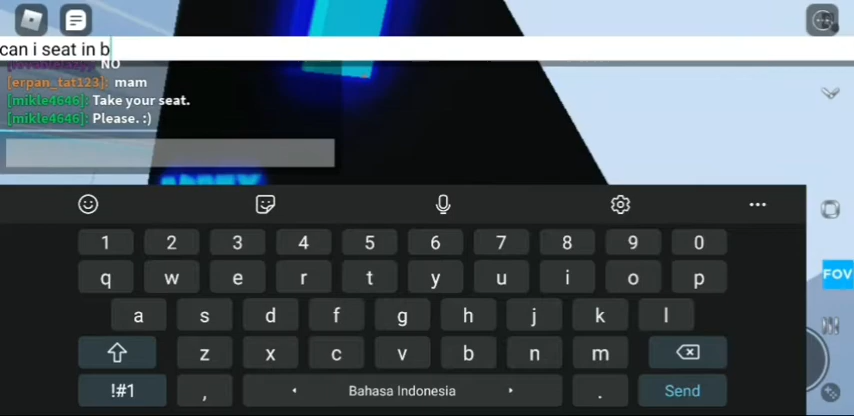 can i seat in b
NO
[erpan_tat123]: mam
[mikle4646]: Take your seat.
[mikle4646]: Please. :)
1 2 3 4 5 6 7 8 9 0
q w e r t y u i o p
FOV
a s d f g h j k l
z x c v b n m
!#1 , Bahasa Indonesia . Send